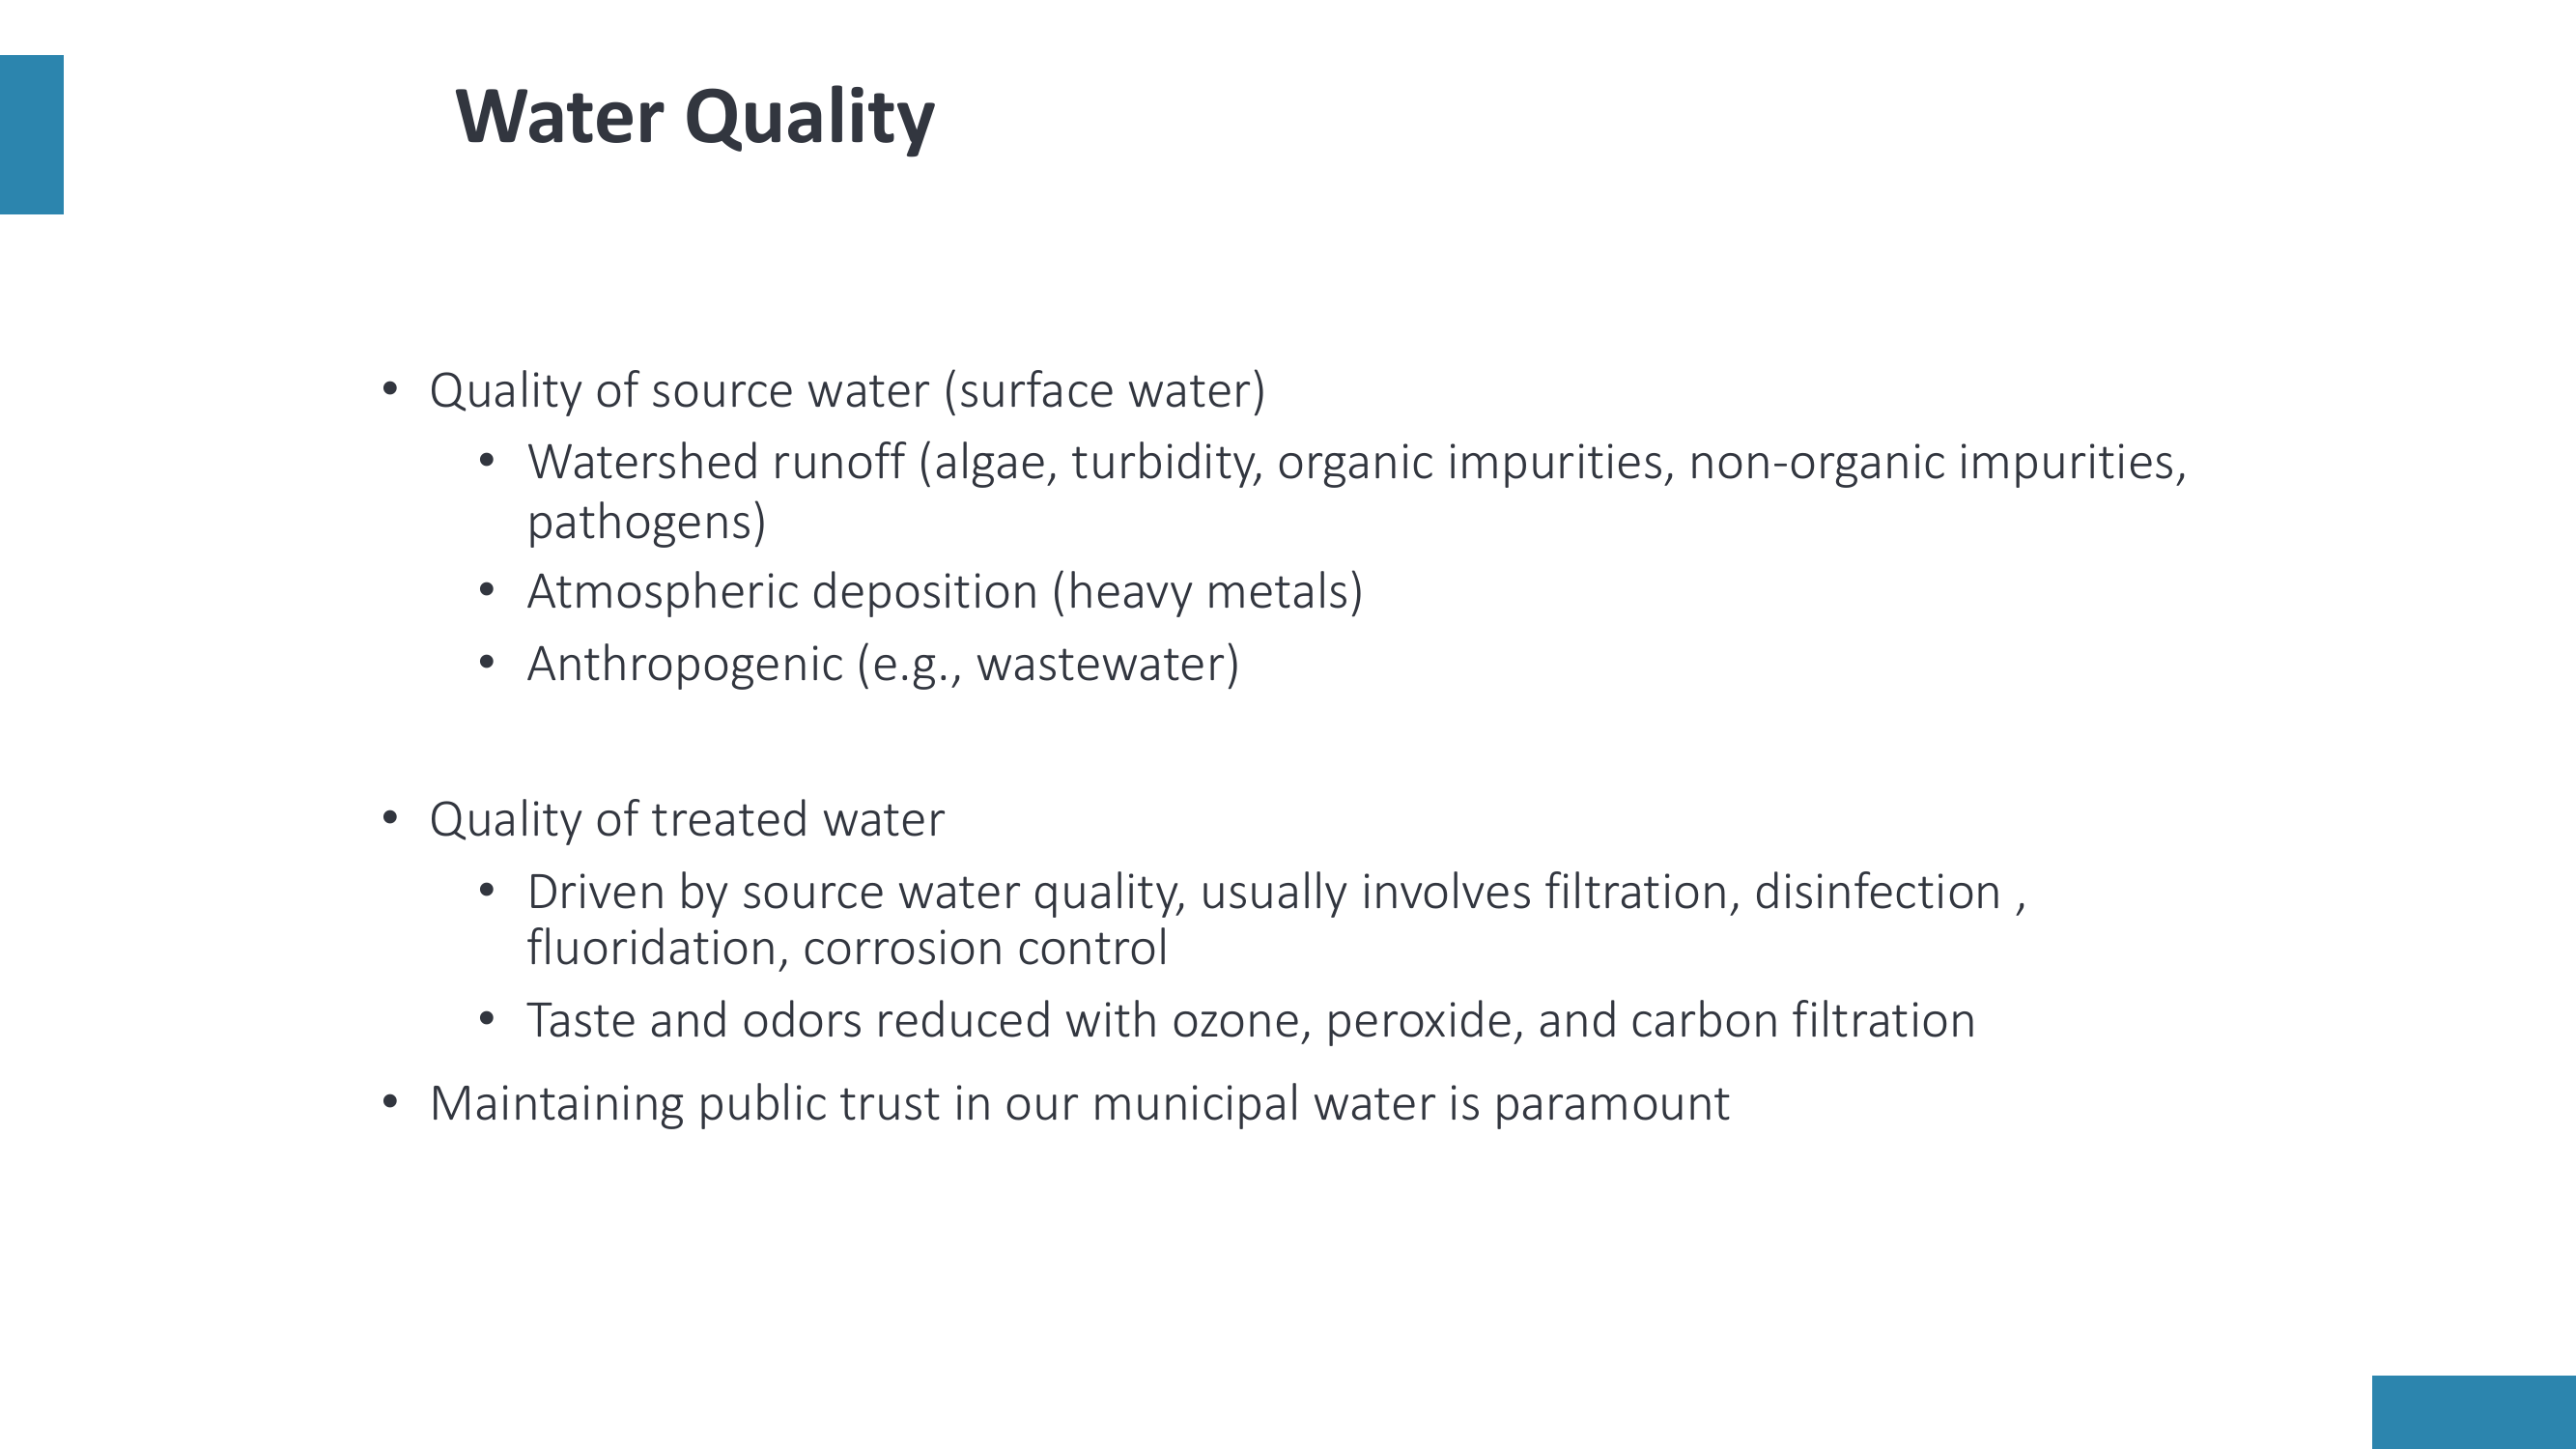 Water Quality
• Quality of source water (surface water)
• Watershed runoff (algae, turbidity, organic impurities, non-organic impurities,
pathogens)
• Atmospheric deposition (heavy metals)
• Anthropogenic (e.g., wastewater)
• Quality of treated water
• Driven by source water quality, usually involves filtration, disinfection ,
fluoridation, corrosion control
• Taste and odors reduced with ozone, peroxide, and carbon filtration
• Maintaining public trust in our municipal water is paramount